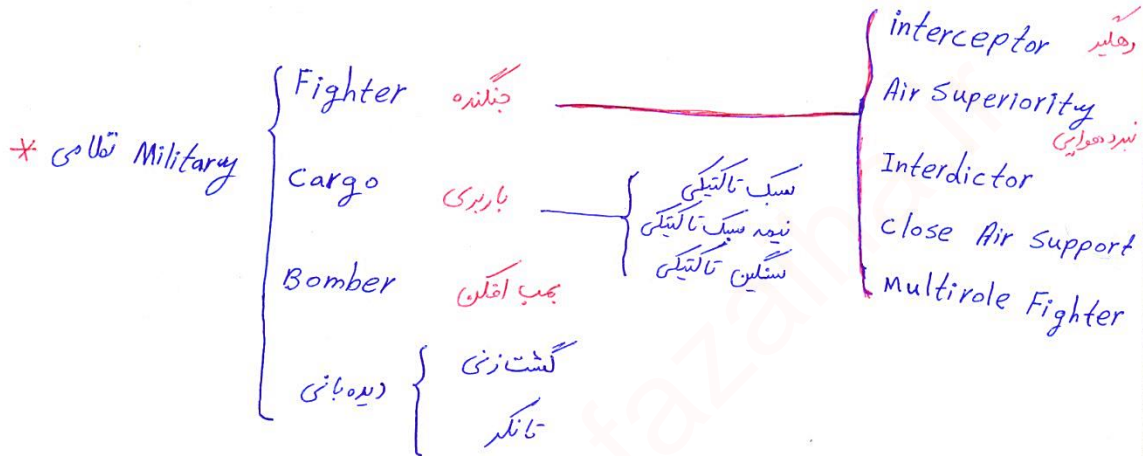 * نظامی Military
Fighter جنگنده
Cargo باربری
Bomber بمب افکن
دیده بانی
سبک تاکتیکی
نیمه سبک تاکتیکی
سنگین تاکتیکی
گشت زنی
تانکر
interceptor رهگیر
Air Superiority
نبرد هوایی
Interdictor
Close Air Support
Multirole Fighter